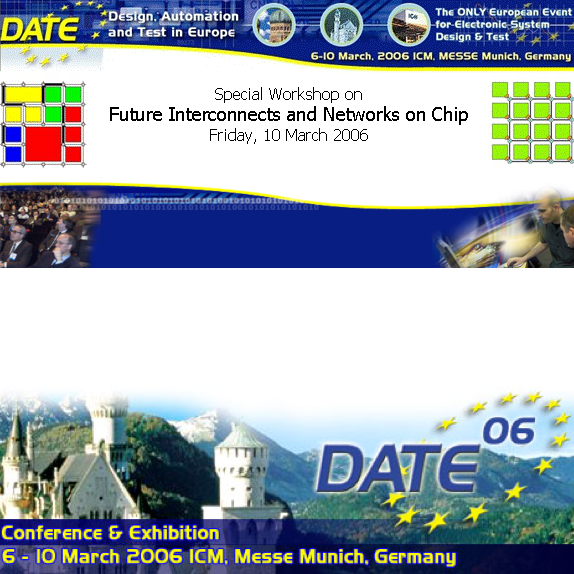 DATE
Design, Automation
and Test in Europe
The ONLY European Event
for Electronic System
Design & Test
6-10 March, 2006 ICM, MESSE Munich, Germany
Special Workshop on
Future Interconnects and Networks on Chip
Friday, 10 March 2006
DATE 06
Conference & Exhibition
6 - 10 March 2006 ICM, Messe Munich, Germany